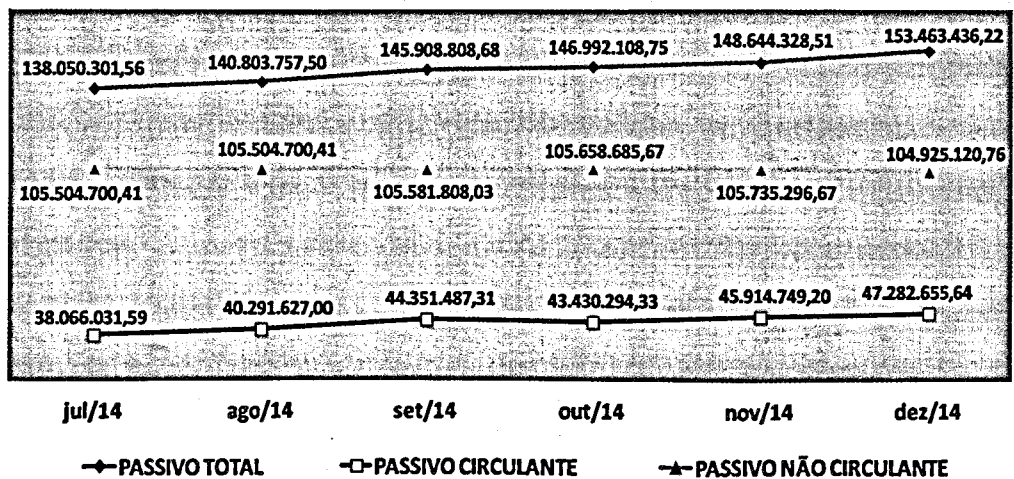 138.050.301,56 140.803.757,50 145.908.808,68 146.992.108,75 148.644.328,51 153.463.436,22
105.504.700,41 105.504.700,41 105.581.808,03 105.658.685,67 105.735.296,67 104.925.120,76
38.066.031,59 40.291.627,00 44.351.487,31 43.430.294,33 45.914.749,20 47.282.655,64
jul/14 ago/14 set/14 out/14 nov/14 dez/14
PASSIVO TOTAL PASSIVO CIRCULANTE PASSIVO NÃO CIRCULANTE